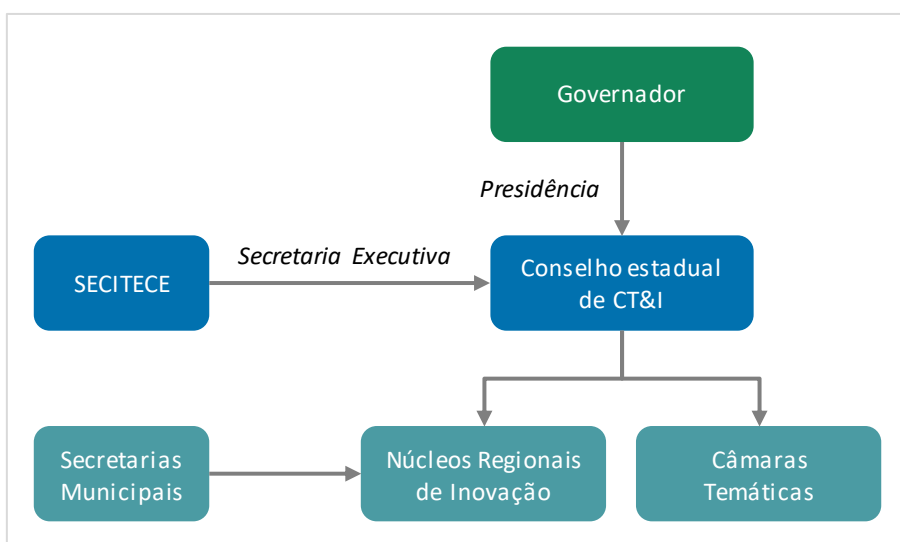 Governador
Presidência
SECITECE
Secretaria Executiva
Conselho estadual
de CT&I
Secretarias
Municipais
Núcleos Regionais
de Inovação
Câmaras
Temáticas